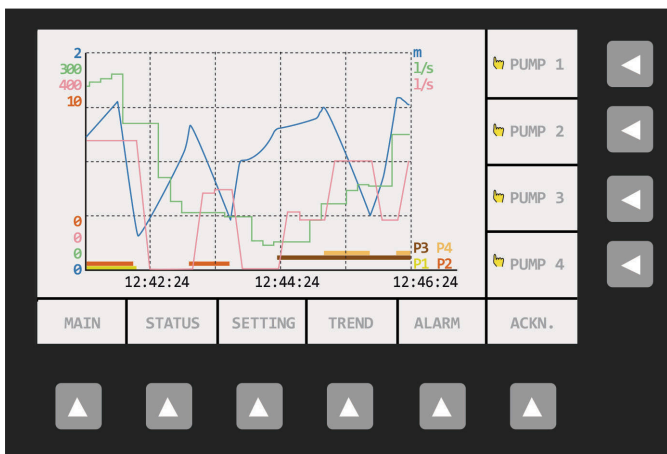 2 m
300 l/s
400 l/s
10
0
0
0
0
P3 P4
P1 P2
12:42:24 12:44:24 12:46:24
PUMP 1
PUMP 2
PUMP 3
PUMP 4
MAIN STATUS SETTING TREND ALARM ACKN.